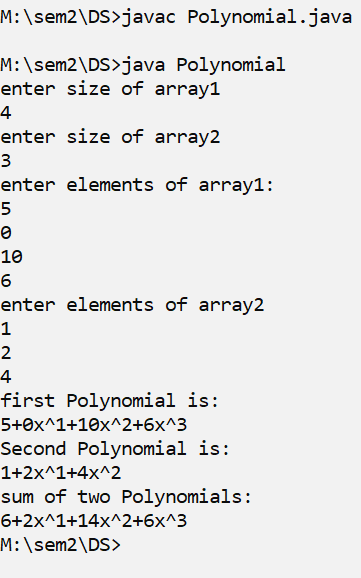 M:\sem2\DS>javac Polynomial.java
M:\sem2\DS>java Polynomial
enter size of array1
4
enter size of array2
3
enter elements of array1:
5
0
10
6
enter elements of array2
1
2
4
first Polynomial is:
5+0x^1+10x^2+6x^3
Second Polynomial is:
1+2x^1+4x^2
sum of two Polynomials:
6+2x^1+14x^2+6x^3
M:\sem2\DS>